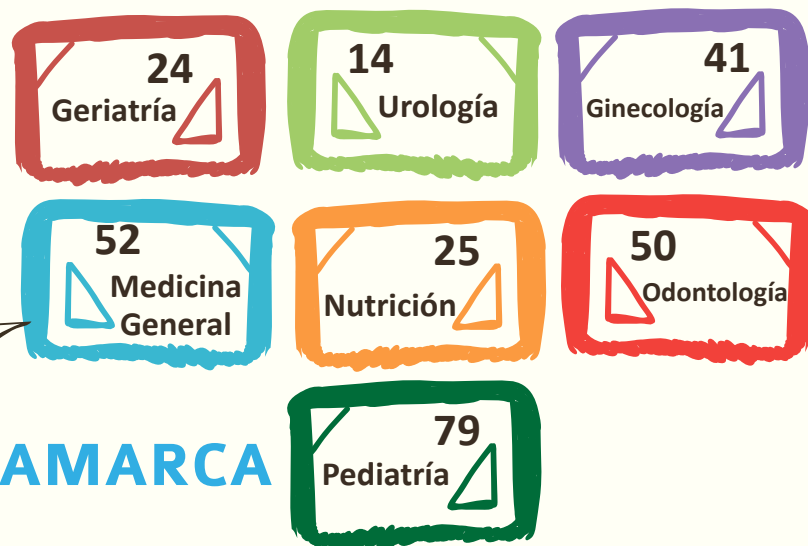 24
Geriatría
14
Urología
41
Ginecología
52
Medicina
General
25
Nutrición
50
Odontología
AMARCA
79
Pediatría